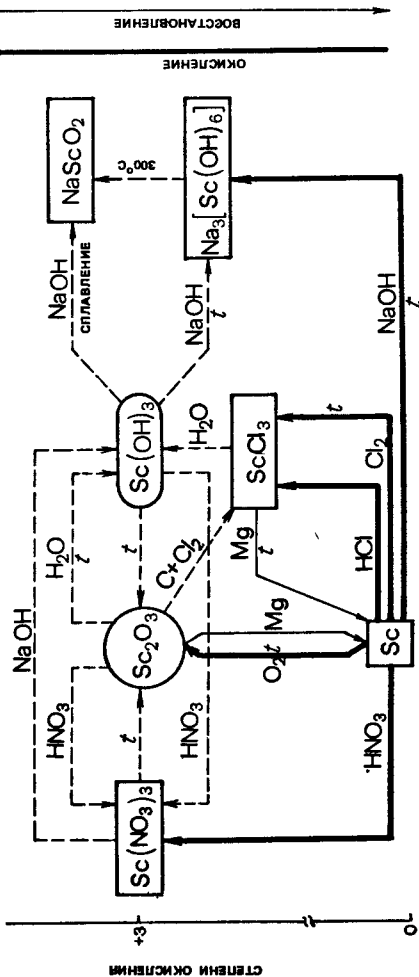 СТЕПЕНИ ОКИСЛЕНИЯ
+3
0
NaOH
HNO₃
H₂O
t
Sc(NO₃)₃
t
Sc₂O₃
t
Sc(OH)₃
HNO₃
NaOH
СПЛАВЛЕНИЕ
NaScO₂
300°C
NaOH
t
Na₃[Sc(OH)₆]
C+Cl₂
H₂O
ScCl₃
Mg
t
O₂ t
Mg
HNO₃
Sc
HCl
Cl₂
t
NaOH
t
ОКИСЛЕНИЕ
ВОССТАНОВЛЕНИЕ